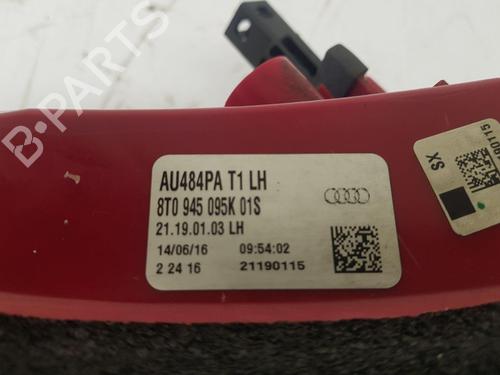 B-PARTS
AU484PA T1 LH
8T0 945 095K 01S
21.19.01.03 LH
14/06/16 09:54:02
2 24 16 21190115
SX
90115